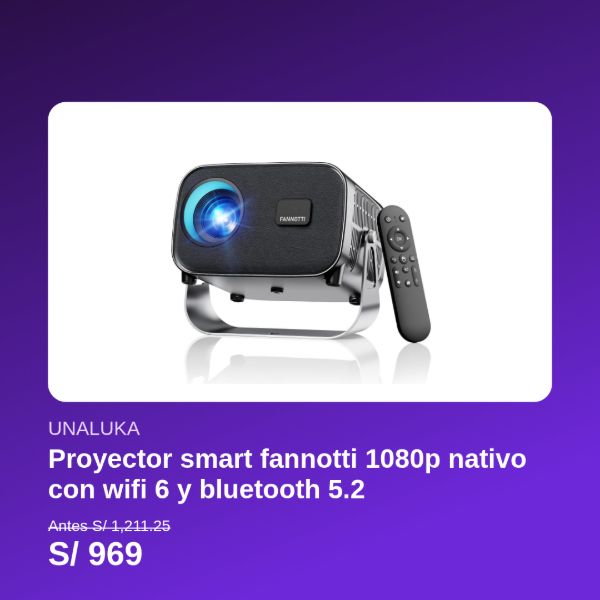 FANNOTTI
UNALUKA
Proyector smart fannotti 1080p nativo
con wifi 6 y bluetooth 5.2
Antes S/ 1,211.25
S/ 969